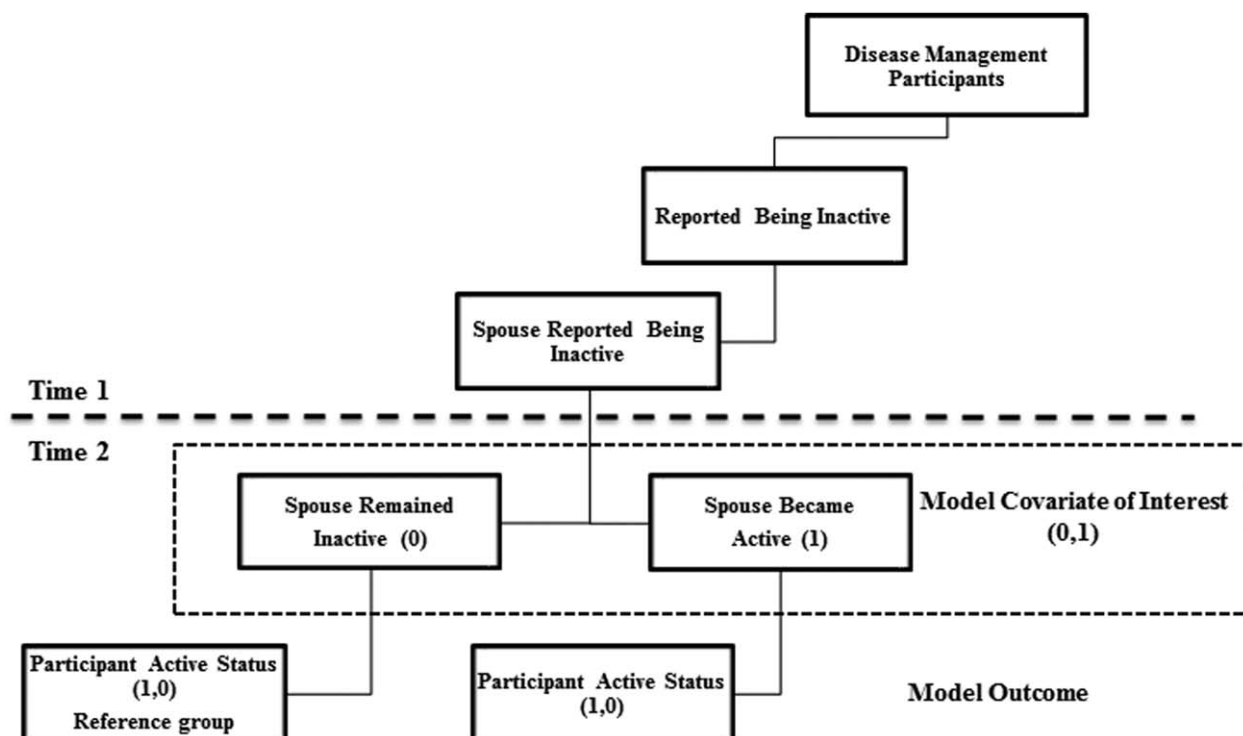 Disease Management
Participants
Reported Being Inactive
Spouse Reported Being
Inactive
Time 1
Time 2
Spouse Remained
Inactive (0)
Spouse Became
Active (1)
Model Covariate of Interest
(0,1)
Participant Active Status
(1,0)
Reference group
Participant Active Status
(1,0)
Model Outcome